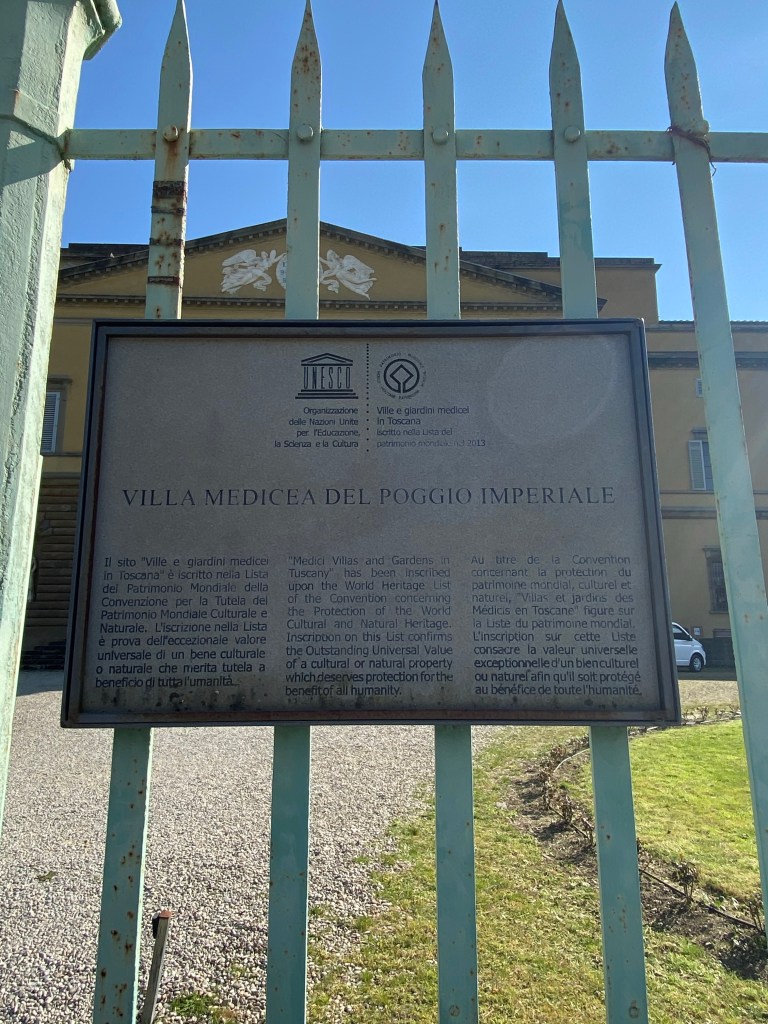 UNESCO
Organizzazione
delle Nazioni Unite
per l'Educazione,
la Scienza e la Cultura
Ville e giardini medicei
in Toscana
iscritto nella Lista del
patrimonio mondiale nel 2013
VILLA MEDICEA DEL POGGIO IMPERIALE
Il sito "Ville e giardini medicei
in Toscana" è iscritto nella Lista
del Patrimonio Mondiale della
Convenzione per la Tutela del
Patrimonio Mondiale Culturale e
Naturale. L'iscrizione nella Lista
è prova dell'eccezionale valore
universale di un bene culturale
o naturale che merita tutela a
beneficio di tutta l'umanità.
"Medici Villas and Gardens in
Tuscany" has been inscribed
upon the World Heritage List
of the Convention concerning
the Protection of the World
Cultural and Natural Heritage.
Inscription on this List confirms
the Outstanding Universal Value
of a cultural or natural property
which deserves protection for the
benefit of all humanity.
Au titre de la Convention
concernant la protection du
patrimoine mondial, culturel et
naturel, "Villas et jardins des
Médicis en Toscane" figure sur
la Liste du patrimoine mondial.
L'inscription sur cette Liste
consacre la valeur universelle
exceptionnelle d'un bien culturel
ou naturel afin qu'il soit protégé
au bénéfice de toute l'humanité.